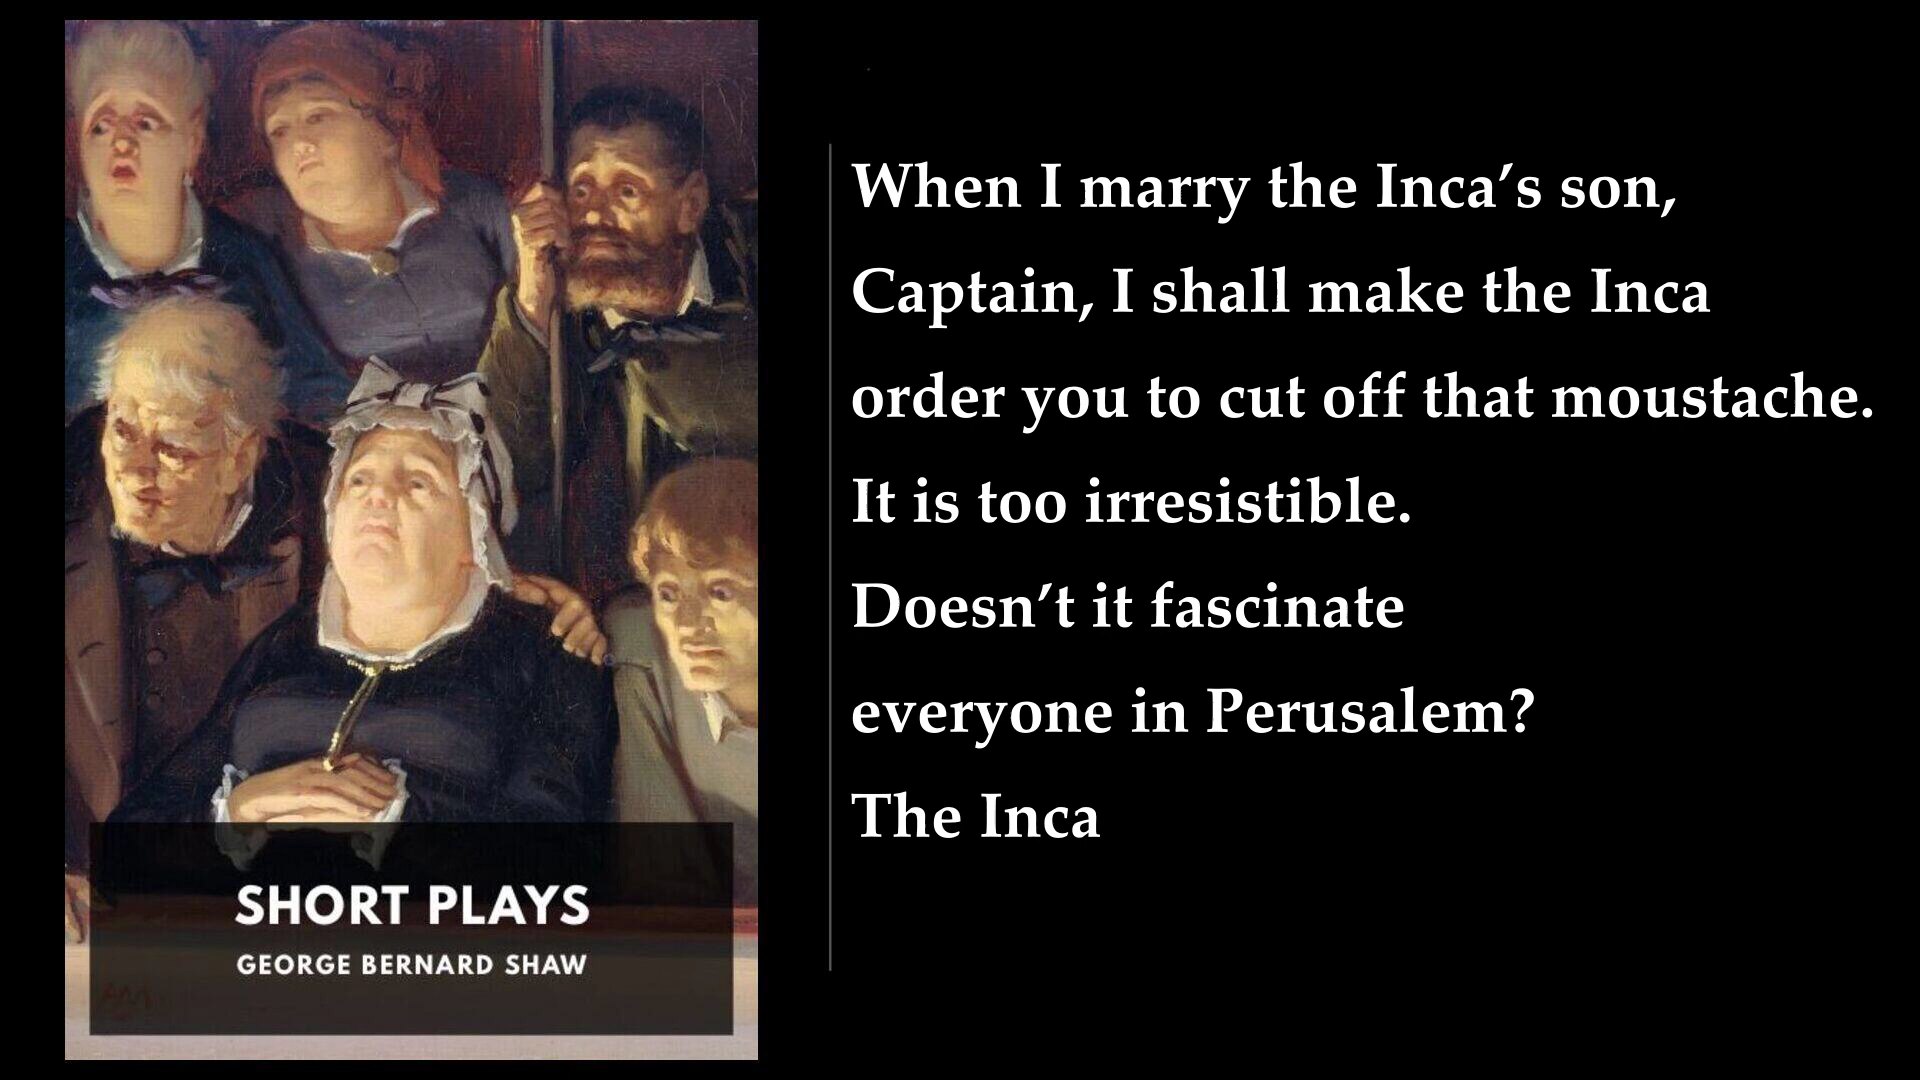 When I marry the Inca’s son,
Captain, I shall make the Inca
order you to cut off that moustache.
It is too irresistible.
Doesn’t it fascinate
everyone in Perusalem?
The Inca
SHORT PLAYS
GEORGE BERNARD SHAW